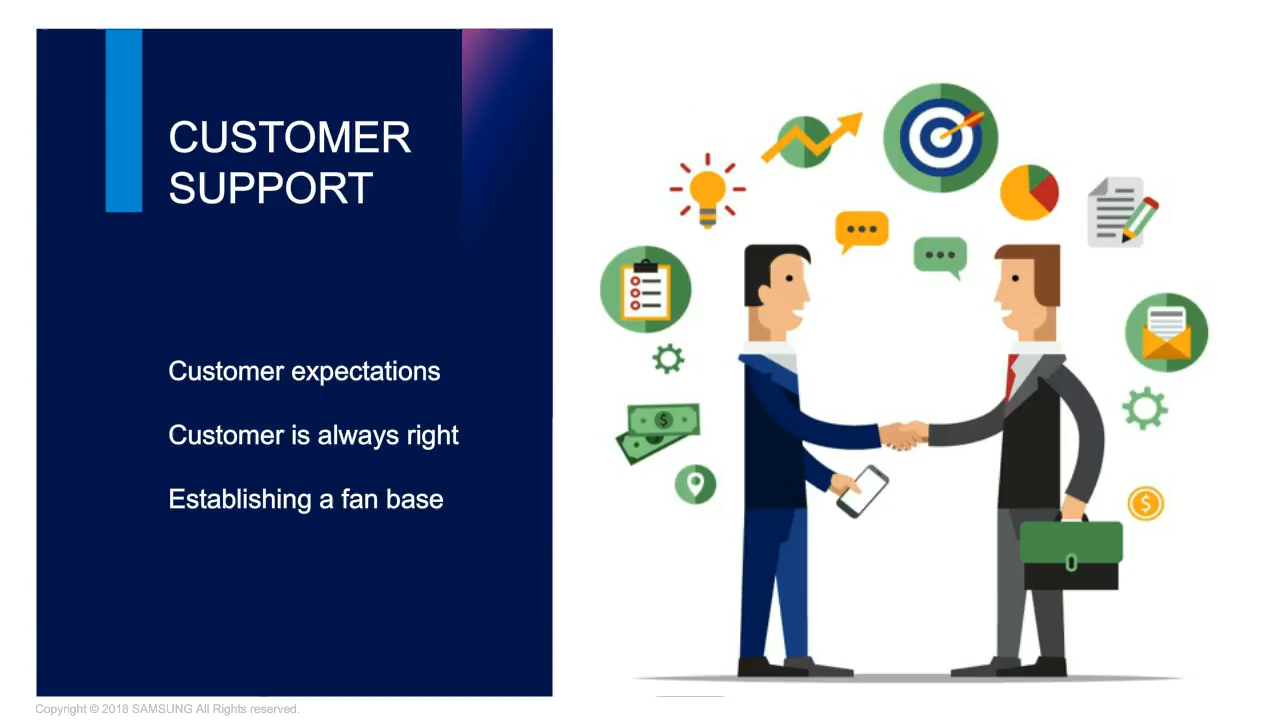 CUSTOMER
SUPPORT
Customer expectations
Customer is always right
Establishing a fan base
$
$
Copyright © 2018 SAMSUNG All Rights reserved.